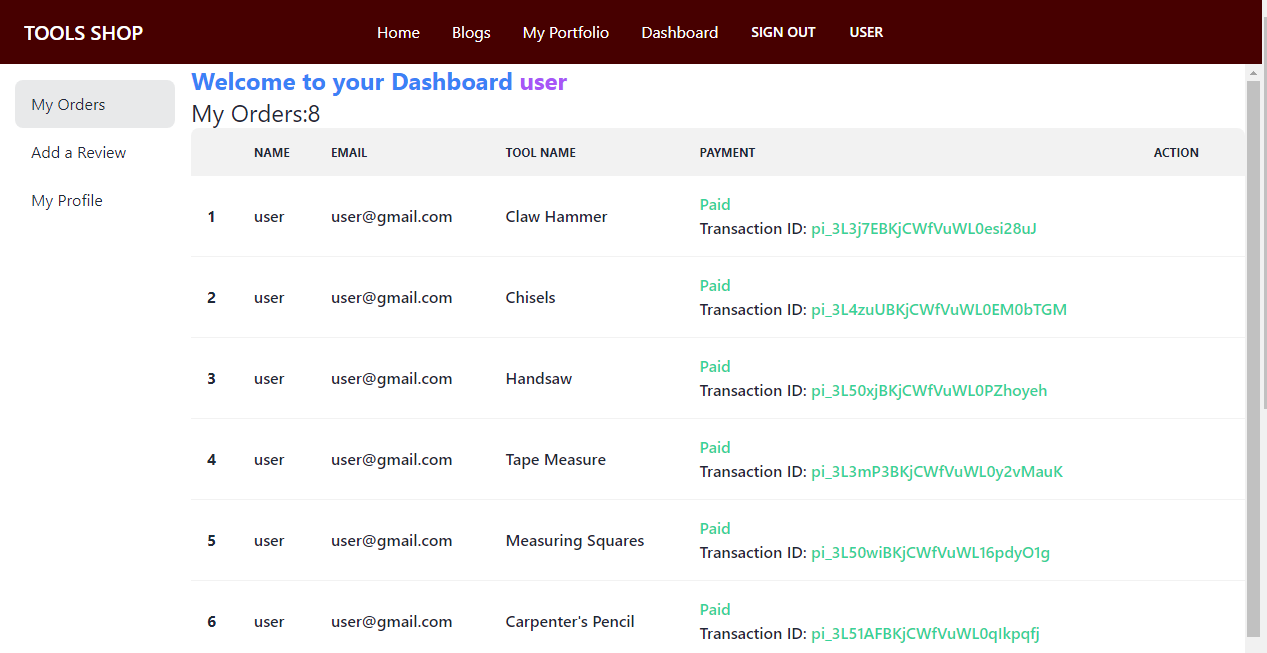 TOOLS SHOP Home Blogs My Portfolio Dashboard SIGN OUT USER
My Orders
Add a Review
My Profile
Welcome to your Dashboard user
My Orders:8
NAME EMAIL TOOL NAME PAYMENT ACTION
1 user user@gmail.com Claw Hammer Paid
Transaction ID: pi_3L3j7EBKjCWfVuWL0esi28uJ
2 user user@gmail.com Chisels Paid
Transaction ID: pi_3L4zuUBKjCWfVuWL0EM0bTGM
3 user user@gmail.com Handsaw Paid
Transaction ID: pi_3L50xjBKjCWfVuWL0PZhoyeh
4 user user@gmail.com Tape Measure Paid
Transaction ID: pi_3L3mP3BKjCWfVuWL0y2vMauK
5 user user@gmail.com Measuring Squares Paid
Transaction ID: pi_3L50wiBKjCWfVuWL16pdyO1g
6 user user@gmail.com Carpenter's Pencil Paid
Transaction ID: pi_3L51AFBKjCWfVuWL0qIkpqfj